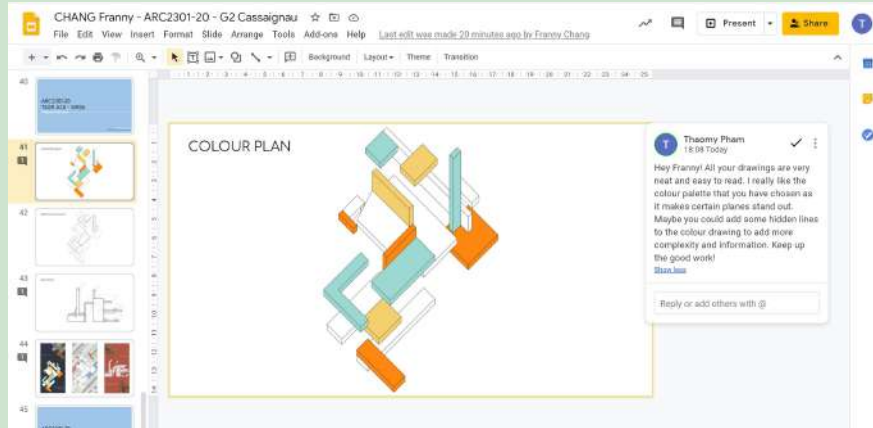 CHANG Franny - ARC2301-20 - G2 Cassaignau
File Edit View Insert Format Slide Arrange Tools Add-ons Help Last edit was made 20 minutes ago by Franny Chang
Present
Share
T
Background Layout Theme Transition
40
41
42
43
44
45
COLOUR PLAN
T
Thaomy Pham
18:08 Today
Hey Franny! All your drawings are very
neat and easy to read. I really like the
colour palette that you have chosen as
it makes certain planes stand out.
Maybe you could add some hidden lines
to the colour drawing to add more
complexity and information. Keep up
the good work!
Show less
Reply or add others with @